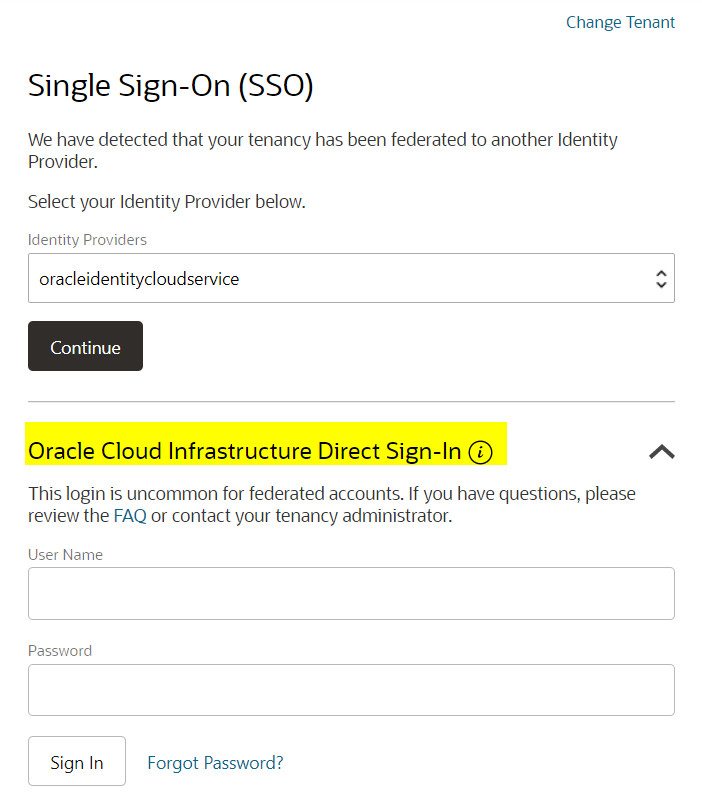 Change Tenant
Single Sign-On (SSO)
We have detected that your tenancy has been federated to another Identity
Provider.
Select your Identity Provider below.
Identity Providers
oracleidentitycloudservice
Continue
Oracle Cloud Infrastructure Direct Sign-In i
This login is uncommon for federated accounts. If you have questions, please
review the FAQ or contact your tenancy administrator.
User Name
Password
Sign In Forgot Password?